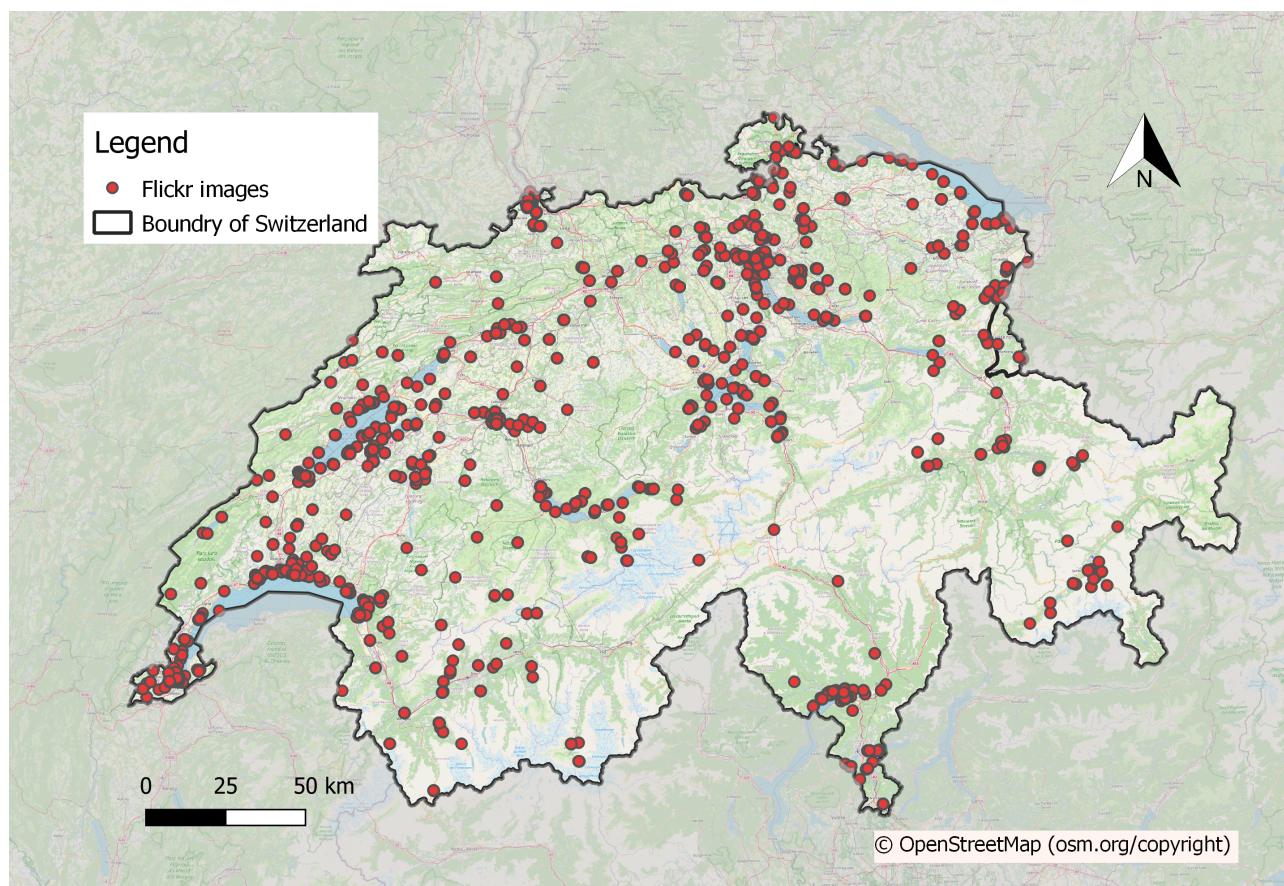 Legend
Flickr images
Boundry of Switzerland
N
0 25 50 km
© OpenStreetMap (osm.org/copyright)